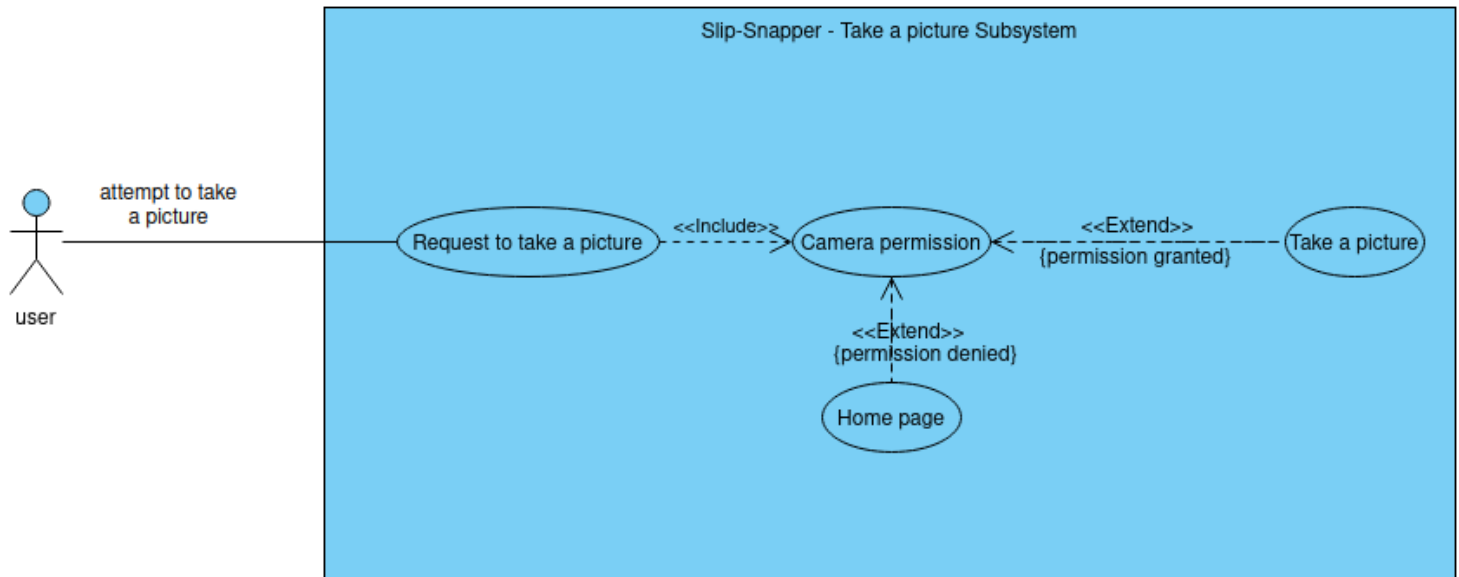 Slip-Snapper - Take a picture Subsystem
attempt to take
a picture
user
Request to take a picture
<<Include>>
Camera permission
<<Extend>>
{permission granted}
Take a picture
<<Extend>>
{permission denied}
Home page